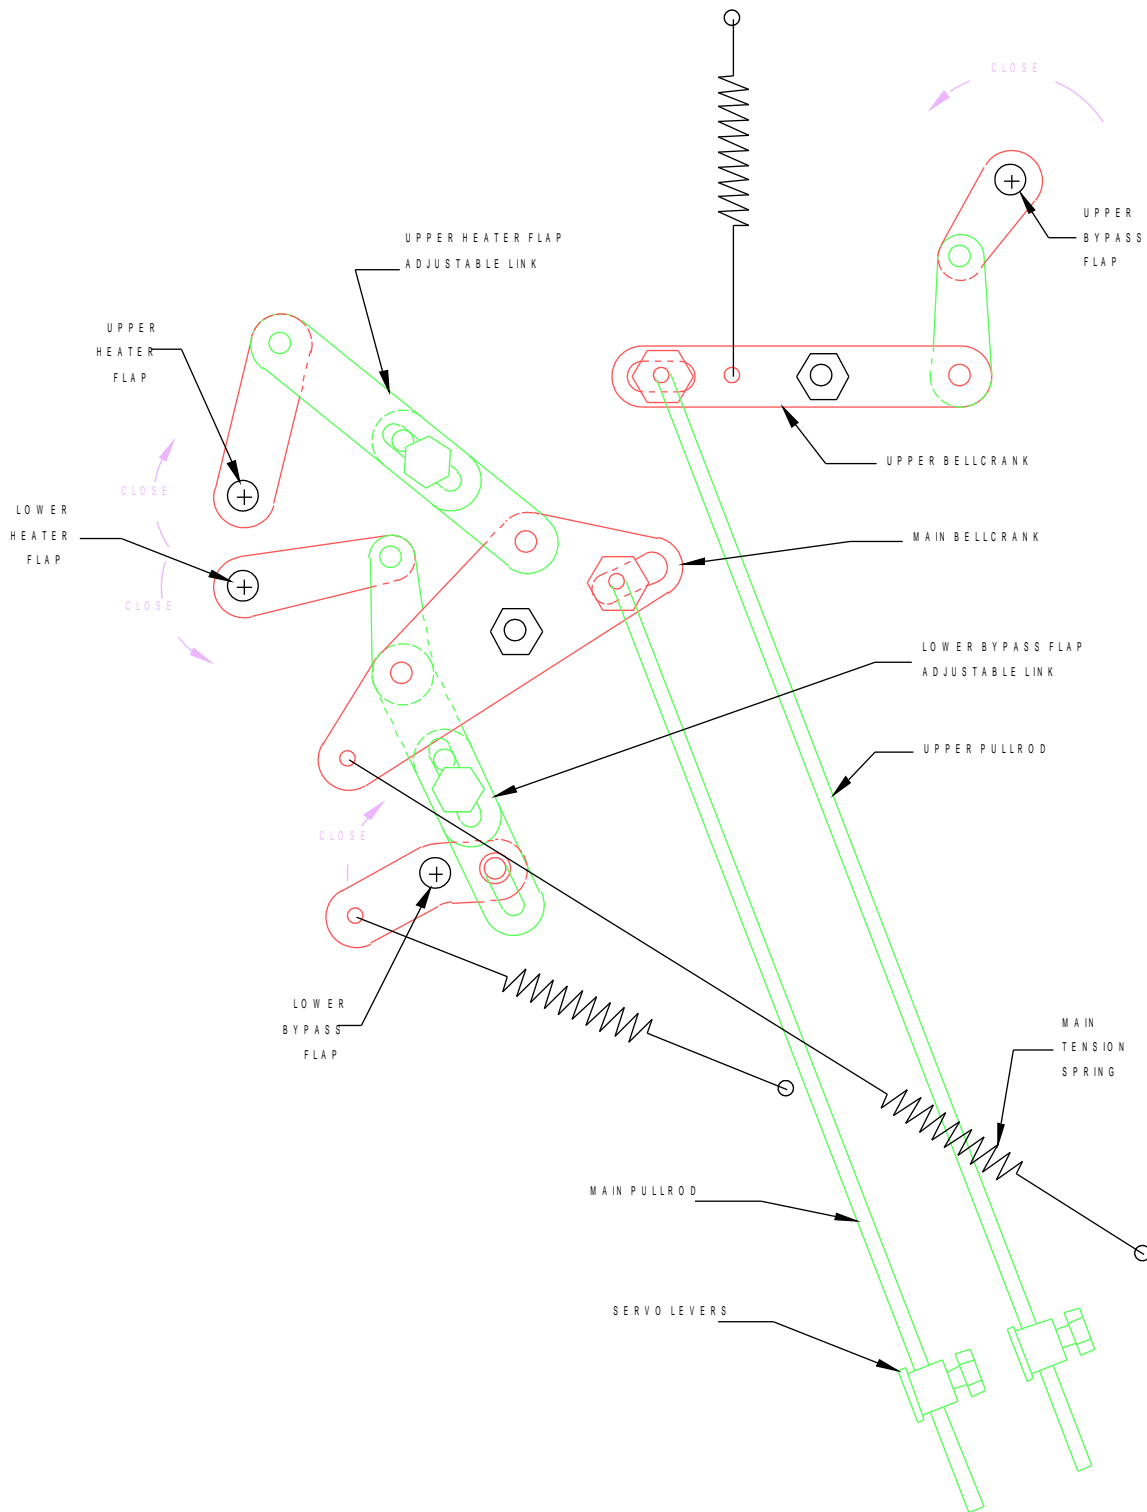 CLOSE
UPPER
BYPASS
FLAP
UPPER HEATER FLAP
ADJUSTABLE LINK
UPPER
HEATER
FLAP
UPPER BELLCRANK
CLOSE
LOWER
HEATER
FLAP
MAIN BELLCRANK
CLOSE
LOWER BYPASS FLAP
ADJUSTABLE LINK
UPPER PULLROD
CLOSE
LOWER
BYPASS
FLAP
MAIN
TENSION
SPRING
MAIN PULLROD
SERVO LEVERS